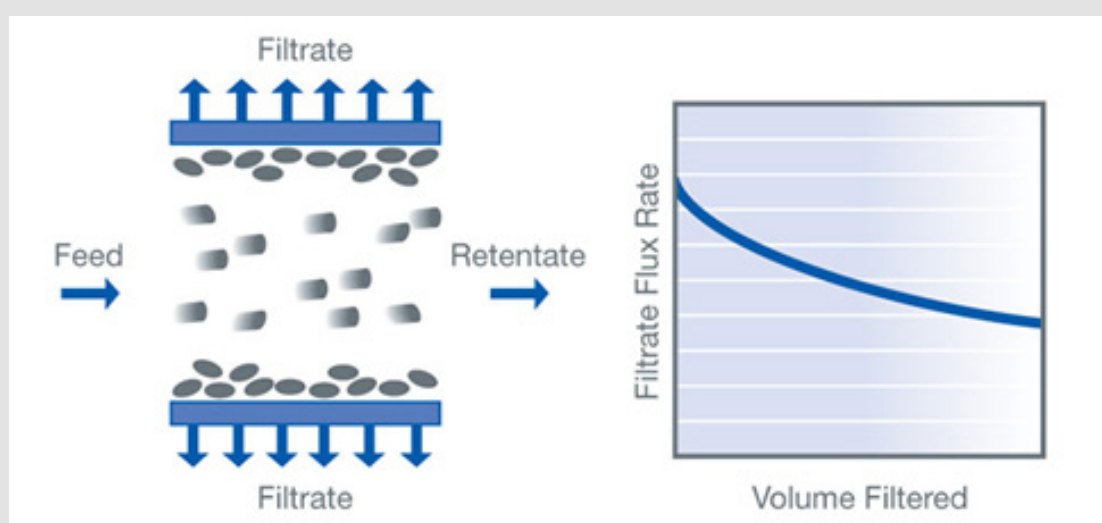 Filtrate
Feed
Retentate
Filtrate
Filtrate Flux Rate
Volume Filtered